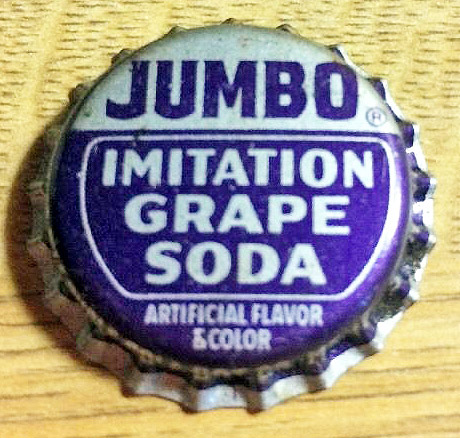 JUMBO ®
IMITATION
GRAPE
SODA
ARTIFICIAL FLAVOR
& COLOR